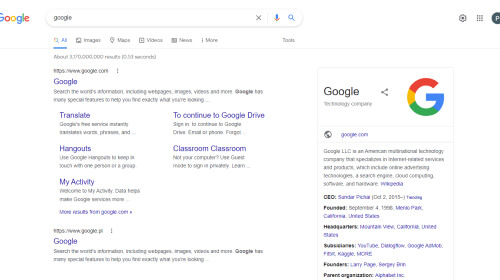 Google
google
All
Images
Maps
Videos
News
More
Tools
About 3,170,000,000 results (0.53 seconds)
https://www.google.com
Google
Search the world's information, including webpages, images, videos and more. Google has
many special features to help you find exactly what you're looking ...
Translate
Google's free service instantly
translates words, phrases, and ...
To continue to Google Drive
Sign in. to continue to Google
Drive. Email or phone. Forgot ...
Hangouts
Use Google Hangouts to keep in
touch with one person or a group.
Classroom Classroom
Not your computer? Use Guest
mode to sign in privately. Learn ...
My Activity
Welcome to My Activity. Data helps
make Google services more ...
More results from google.com »
https://www.google.pl
Google
Search the world's information, including webpages, images, videos and more. Google has
many special features to help you find exactly what you're looking ...
Google
Technology company
google.com
Google LLC is an American multinational technology
company that specializes in Internet-related services
and products, which include online advertising
technologies, a search engine, cloud computing,
software, and hardware. Wikipedia
CEO: Sundar Pichai (Oct 2, 2015–) Trending
Founded: September 4, 1998, Menlo Park,
California, United States
Headquarters: Mountain View, California, United
States
Subsidiaries: YouTube, Dialogflow, Google AdMob,
Fitbit, Kaggle, MORE
Founders: Larry Page, Sergey Brin
Parent organization: Alphabet Inc.